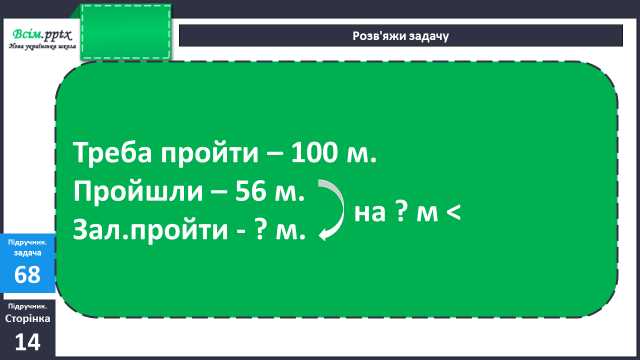 Всім.pptx
Нова українська школа
Розв'яжи задачу
Треба пройти – 100 м.
Пройшли – 56 м.
на ? м <
Зал.пройти - ? м.
Підручник.
задача
68
Підручник.
Сторінка
14